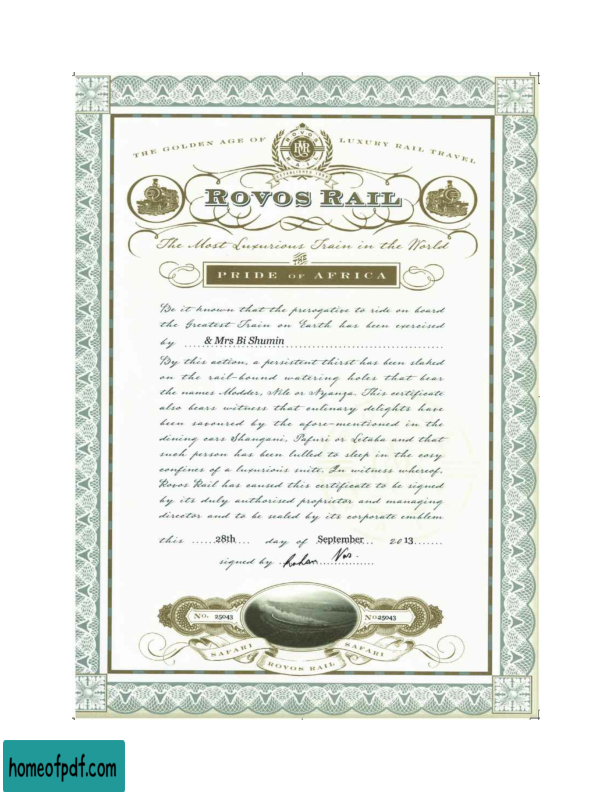 THE GOLDEN AGE OF LUXURY RAIL TRAVEL
ROVOS RAIL
RR
ESTABLISHED
ROVOS RAIL
The Most Luxurious Train in the World
THE
PRIDE OF AFRICA
Be it known that the prerogative to ride on board
the Greatest Train on Earth has been exercised
by ....& Mrs Bi Shumin
By this action, a persistent thirst has been slaked
on the rail-bound watering holes that bear
the names Modder, Nile or Nyanza. This certificate
also bears witness that culinary delights have
been savoured by the afore-mentioned in the
dining cars Shangani, Pafuri or Letaba and that
such person has been lulled to sleep in the cosy
confines of a luxurious suite. In witness whereof,
Rovos Rail has caused this certificate to be signed
by its duly authorised proprietor and managing
director and to be sealed by its corporate emblem
this ......28th.... day of September... 2013.......
signed by Rohan Vos.
No. 25043
No25043
SAFARI SAFARI
ROVOS RAIL
homeofpdf.com